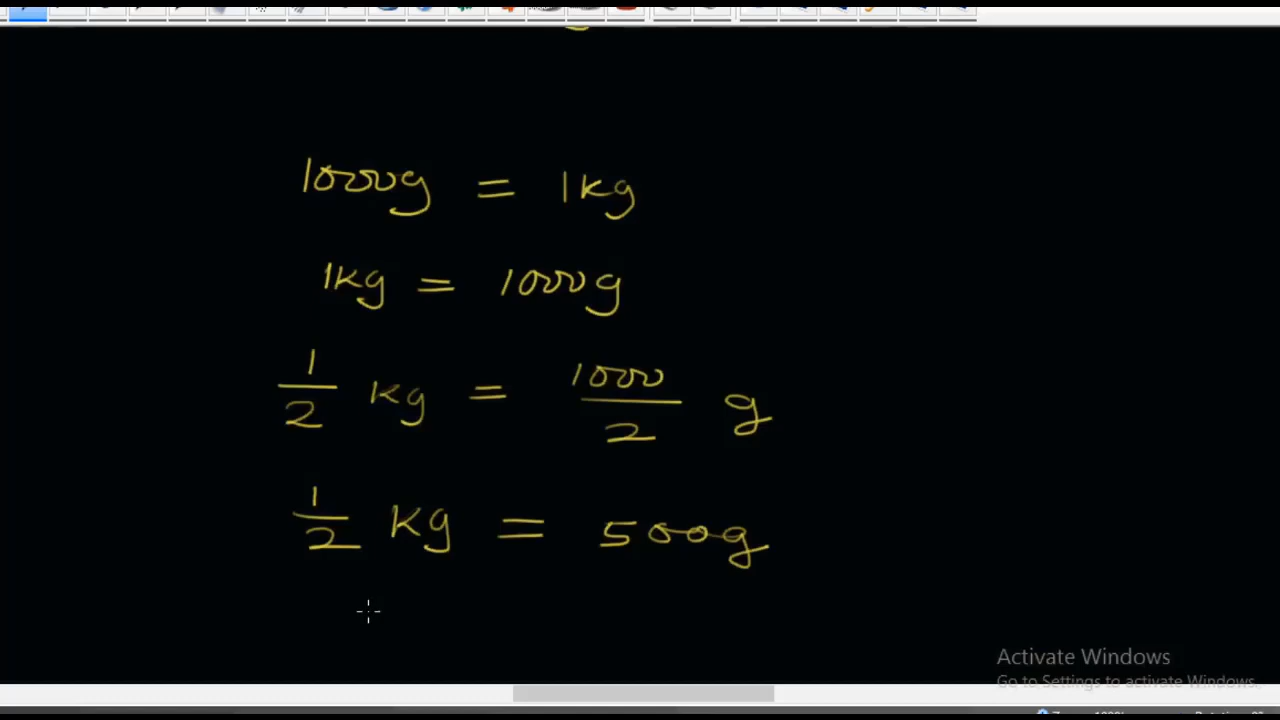 1000g = 1kg
1kg = 1000g
1/2 kg = 1000/2 g
1/2 kg = 500g
Activate Windows
Go to Settings to activate Windows.